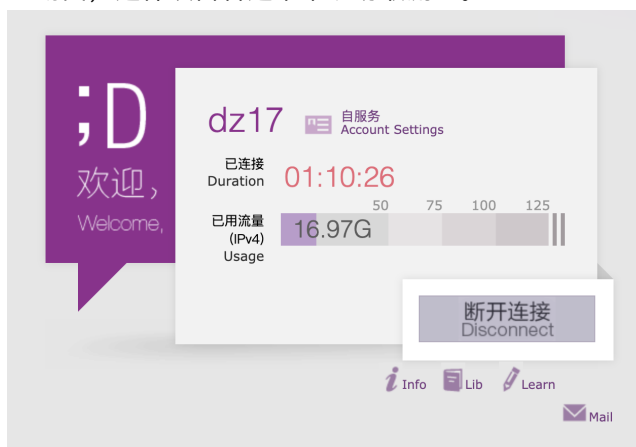 ;D
欢迎，
Welcome,
dz17
自服务
Account Settings
已连接
Duration
01:10:26
50 75 100 125
已用流量
(IPv4)
Usage
16.97G
断开连接
Disconnect
Info
Lib
Learn
Mail